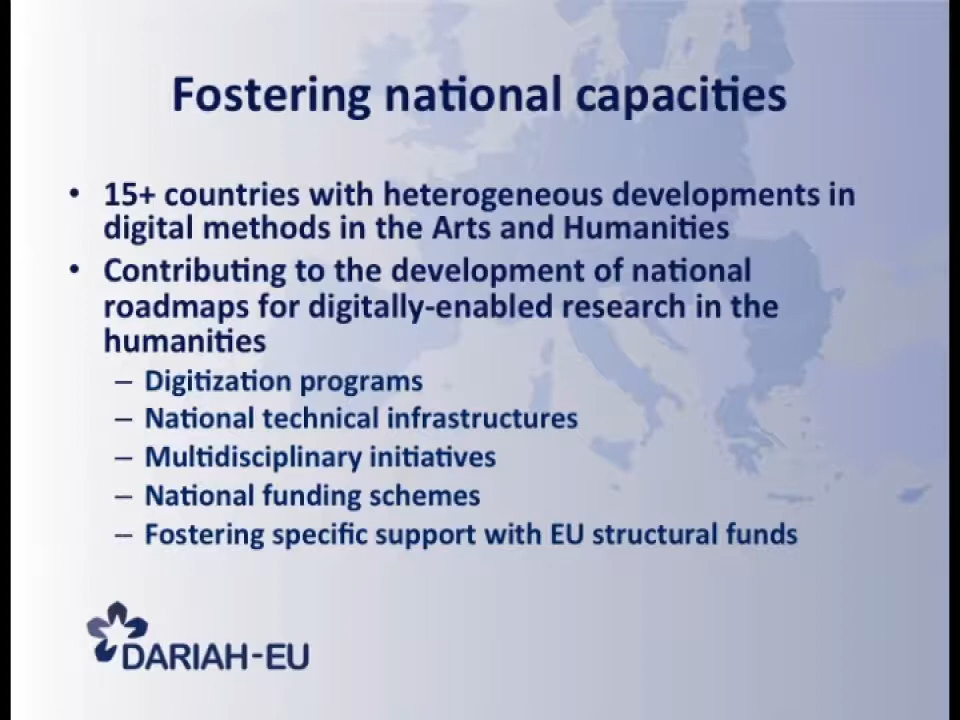 Fostering national capacities
• 15+ countries with heterogeneous developments in
digital methods in the Arts and Humanities
• Contributing to the development of national
roadmaps for digitally-enabled research in the
humanities
– Digitization programs
– National technical infrastructures
– Multidisciplinary initiatives
– National funding schemes
– Fostering specific support with EU structural funds
DARIAH-EU